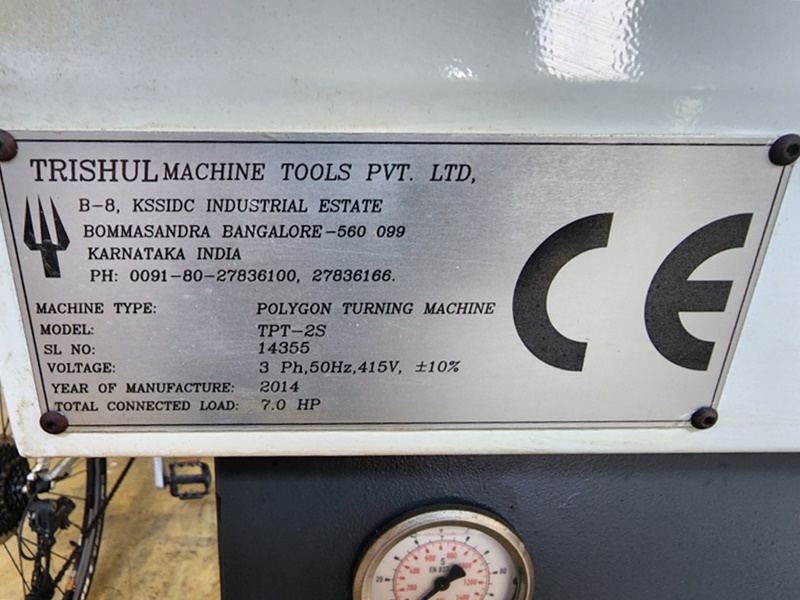 TRISHUL MACHINE TOOLS PVT. LTD,
B-8, KSSIDC INDUSTRIAL ESTATE
BOMMASANDRA BANGALORE-560 099
KARNATAKA INDIA
PH: 0091-80-27836100, 27836166.
MACHINE TYPE: POLYGON TURNING MACHINE
MODEL: TPT-2S
SL NO: 14355
VOLTAGE: 3 Ph,50Hz,415V, ±10%
YEAR OF MANUFACTURE: 2014
TOTAL CONNECTED LOAD: 7.0 HP
CE
S
20
80